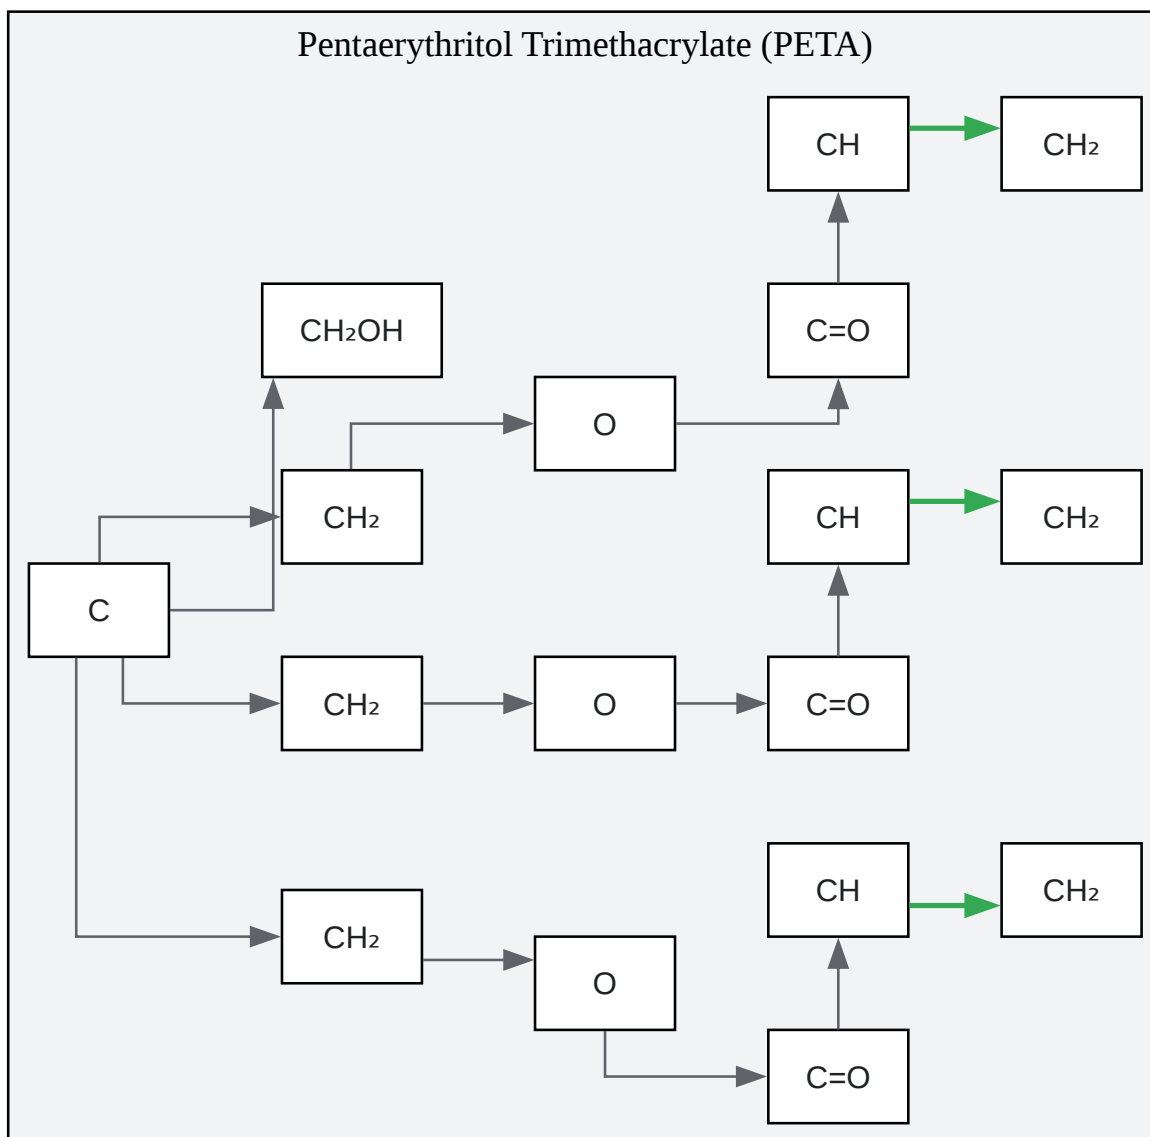 Pentaerythritol Trimethacrylate (PETA)
CH
CH₂
CH₂OH
C=O
O
CH₂
CH
CH₂
C
CH₂
O
C=O
CH
CH₂
CH₂
O
C=O